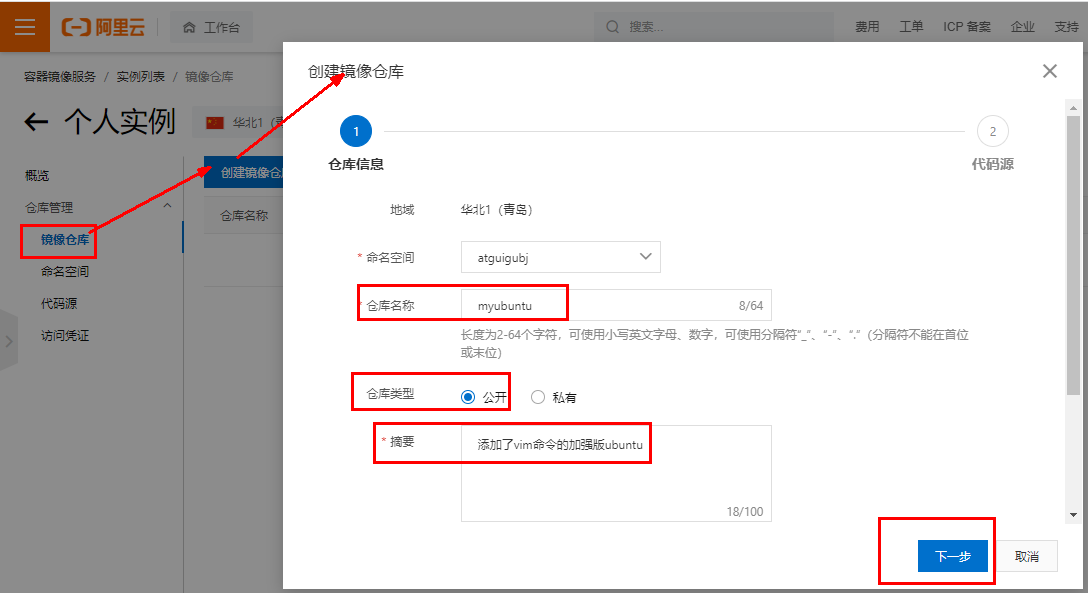 阿里云
工作台
搜索...
费用
工单
ICP 备案
企业
支持
容器镜像服务 / 实例列表 / 镜像仓库
个人实例
华北1
概览
仓库管理
镜像仓库
命名空间
代码源
访问凭证
创建镜像仓
仓库名称
创建镜像仓库
1
仓库信息
2
代码源
地域
华北1（青岛）
* 命名空间
atguigubj
* 仓库名称
myubuntu
8/64
长度为2-64个字符，可使用小写英文字母、数字，可使用分隔符“_”、“-”、“.”（分隔符不能在首位
或末位）
仓库类型
公开
私有
* 摘要
添加了vim命令的加强版ubuntu
18/100
下一步
取消